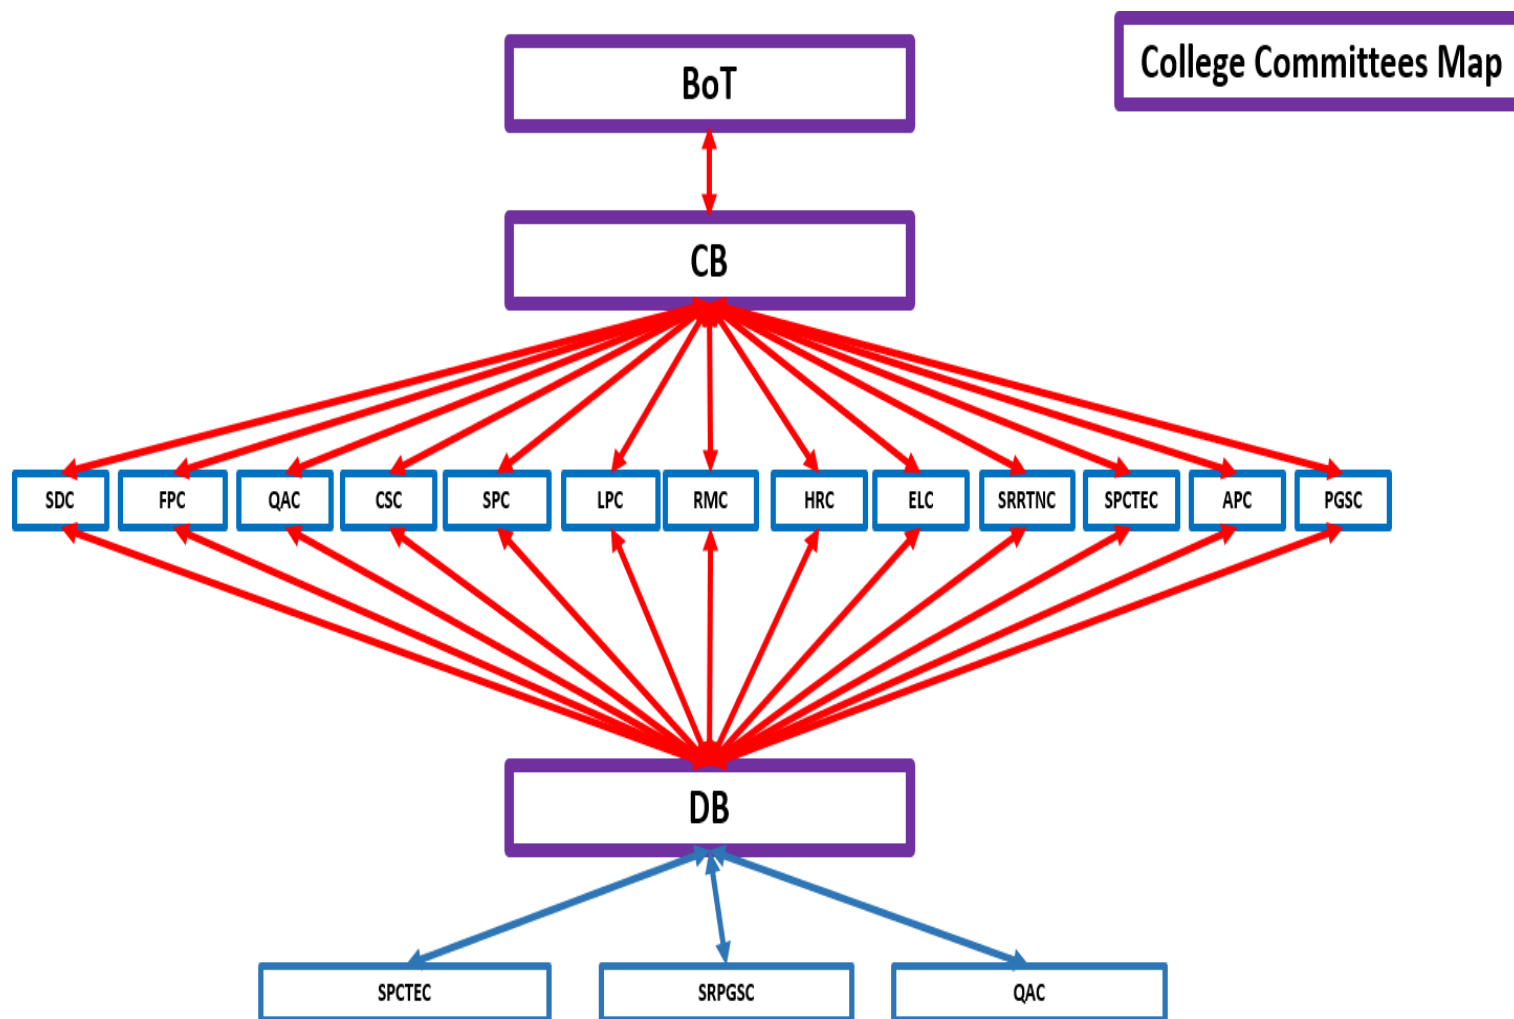 College Committees Map
BoT
CB
SDC
FPC
QAC
CSC
SPC
LPC
RMC
HRC
ELC
SRRTNC
SPCTEC
APC
PGSC
DB
SPCTEC
SRPGSC
QAC